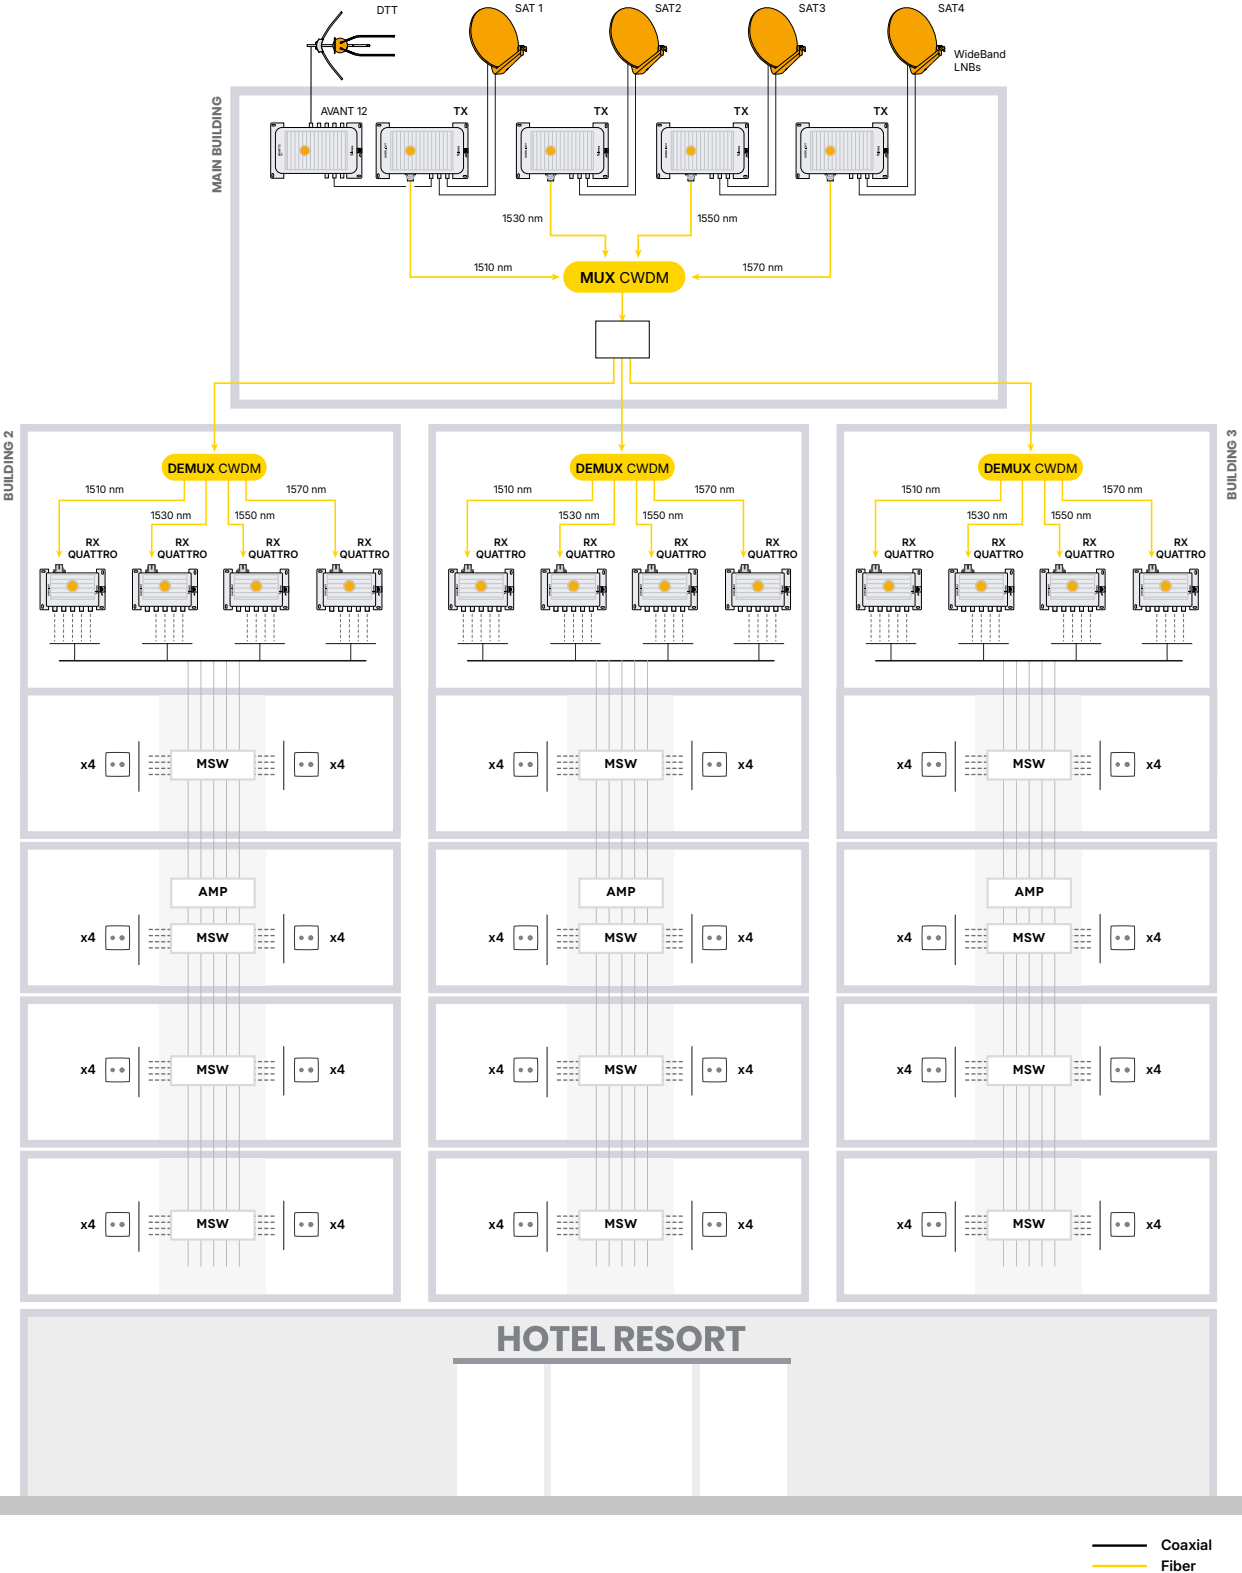 DTT
SAT 1
SAT2
SAT3
SAT4
WideBand
LNBs
MAIN BUILDING
AVANT 12
TX
TX
TX
TX
1530 nm
1550 nm
1510 nm
1570 nm
MUX CWDM
BUILDING 2
BUILDING 3
DEMUX CWDM
DEMUX CWDM
DEMUX CWDM
1510 nm
1570 nm
1510 nm
1570 nm
1510 nm
1570 nm
1530 nm
1550 nm
1530 nm
1550 nm
1530 nm
1550 nm
RX
QUATTRO
RX
QUATTRO
RX
QUATTRO
RX
QUATTRO
RX
QUATTRO
RX
QUATTRO
RX
QUATTRO
RX
QUATTRO
RX
QUATTRO
RX
QUATTRO
RX
QUATTRO
RX
QUATTRO
x4 MSW x4
x4 MSW x4
x4 MSW x4
AMP
AMP
AMP
x4 MSW x4
x4 MSW x4
x4 MSW x4
x4 MSW x4
x4 MSW x4
x4 MSW x4
x4 MSW x4
x4 MSW x4
x4 MSW x4
HOTEL RESORT
Coaxial
Fiber